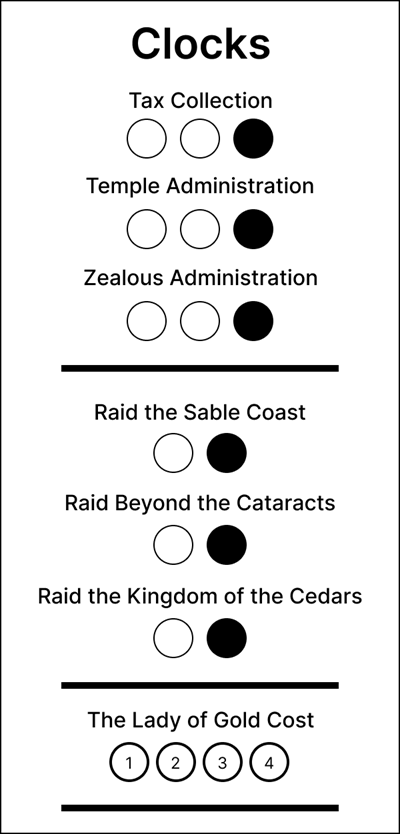 Clocks
Tax Collection
Temple Administration
Zealous Administration
Raid the Sable Coast
Raid Beyond the Cataracts
Raid the Kingdom of the Cedars
The Lady of Gold Cost
1 2 3 4